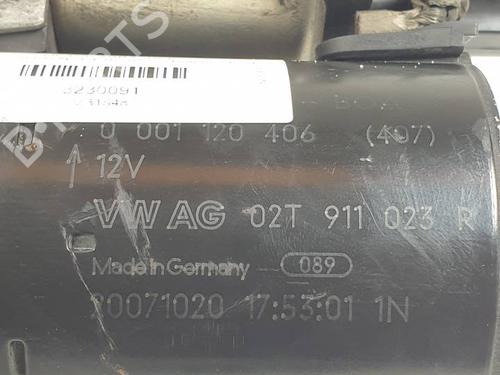 3230091
0 001 120 406 (407)
12V
VW AG 02T 911 023 R
Made in Germany 089
20071020 17:53:01 1N